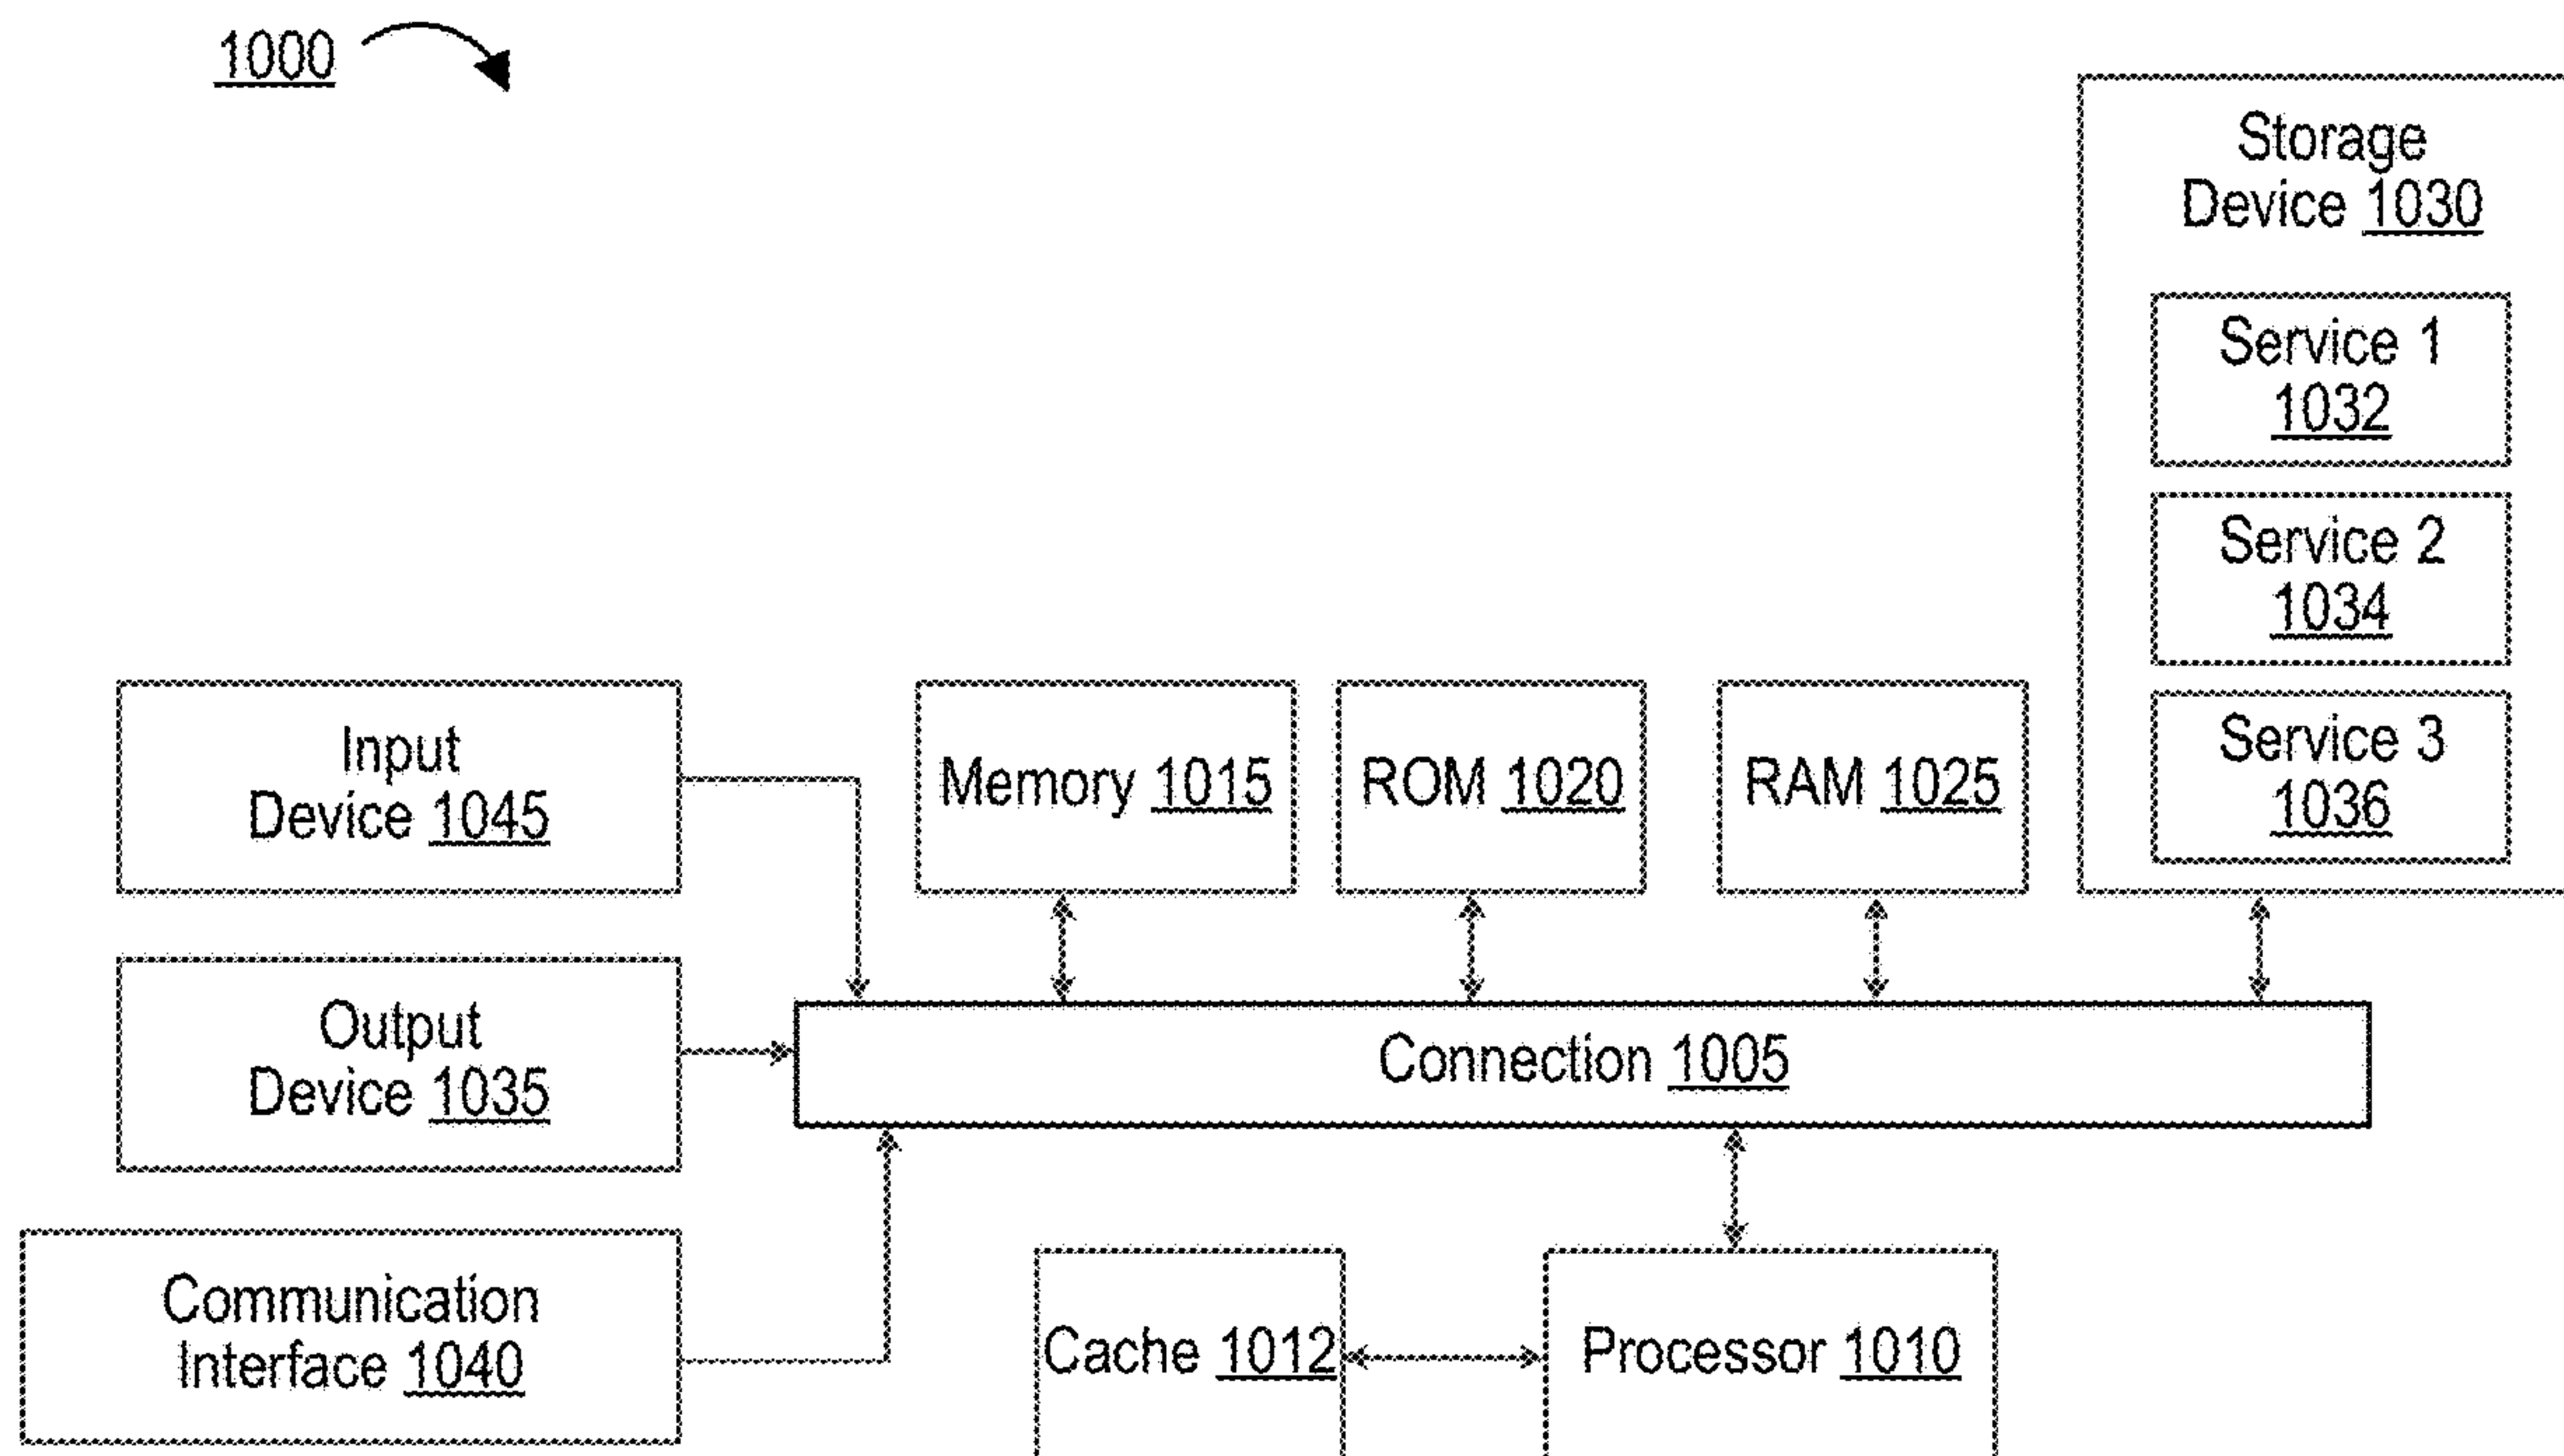 1000
Storage
Device 1030
Service 1
1032
Service 2
1034
Service 3
1036
Input
Device 1045
Memory 1015
ROM 1020
RAM 1025
Output
Device 1035
Connection 1005
Communication
Interface 1040
Cache 1012
Processor 1010